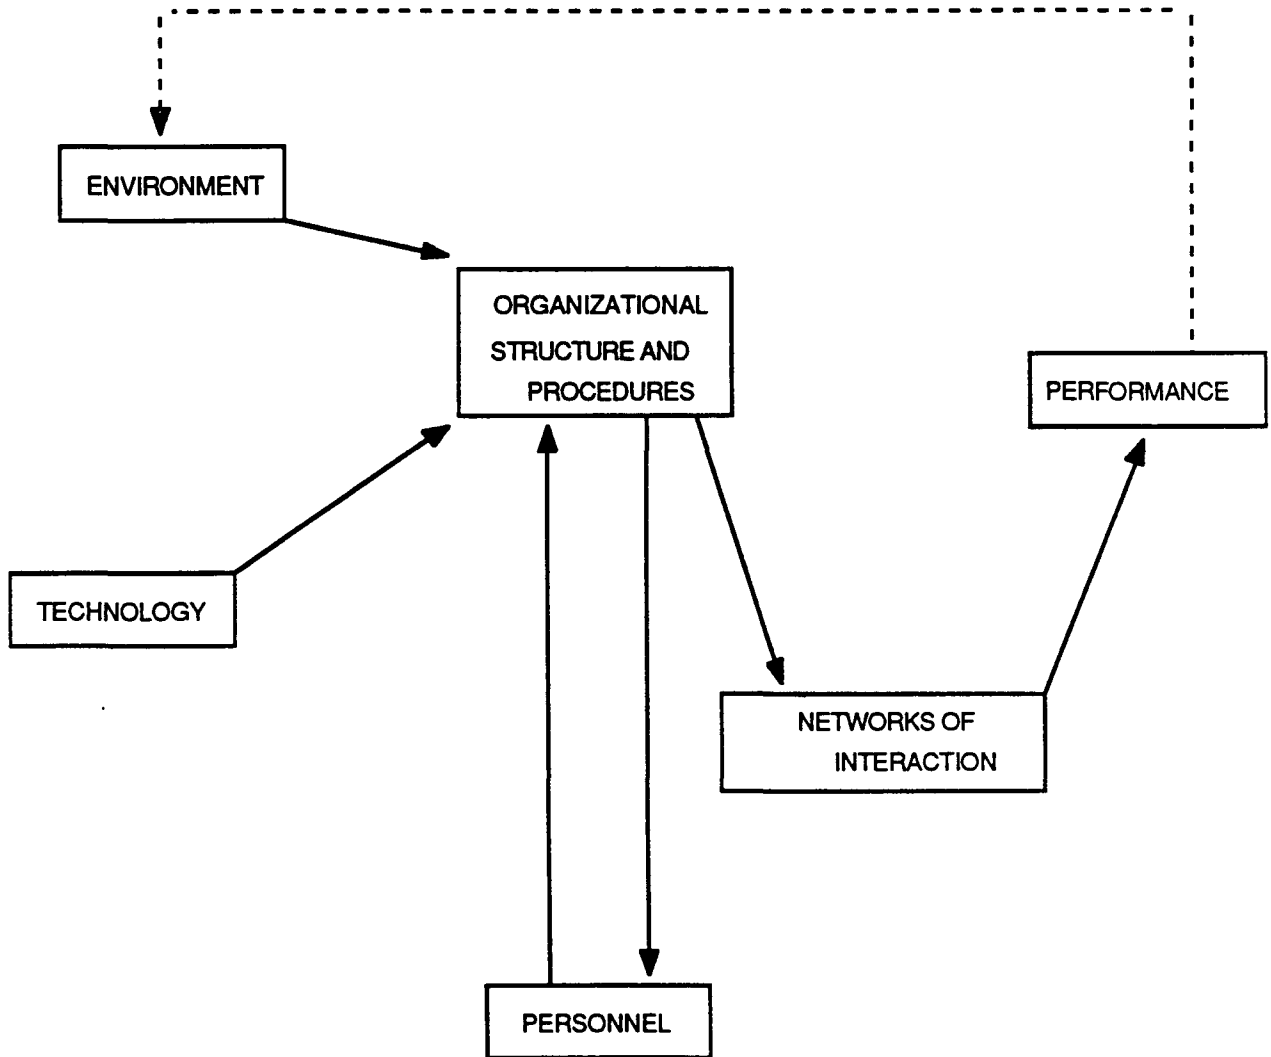 ENVIRONMENT
ORGANIZATIONAL
STRUCTURE AND
PROCEDURES
PERFORMANCE
TECHNOLOGY
NETWORKS OF
INTERACTION
PERSONNEL